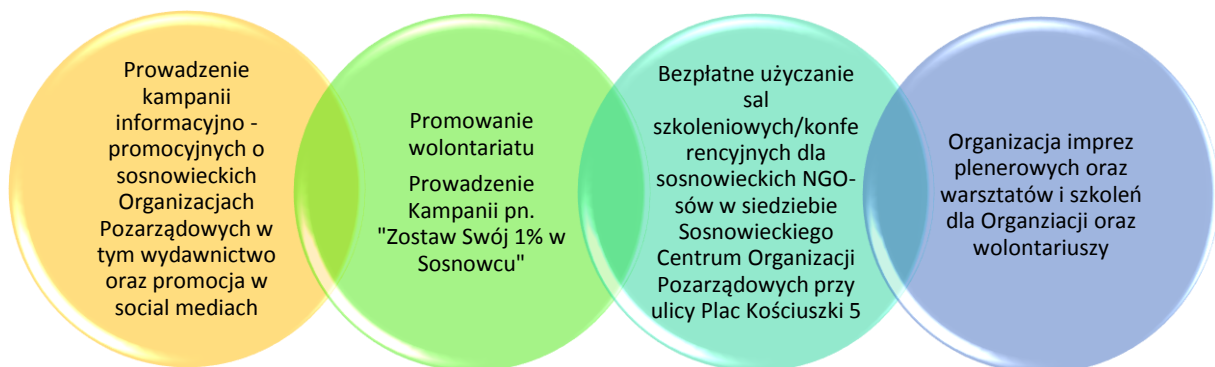 Prowadzenie
kampanii
informacyjno -
promocyjnych o
sosnowieckich
Organizacjach
Pozarządowych w
tym wydawnictwo
oraz promocja w
social mediach
Promowanie
wolontariatu
Prowadzenie
Kampanii pn.
"Zostaw Swój 1% w
Sosnowcu"
Bezpłatne użyczanie
sal
szkoleniowych/konfe
rencyjnych dla
sosnowieckich NGO-
sów w siedziebie
Sosnowieckiego
Centrum Organizacji
Pozarządowych przy
ulicy Plac Kościuszki 5
Organizacja imprez
plenerowych oraz
warsztatów i szkoleń
dla Organziacji oraz
wolontariuszy